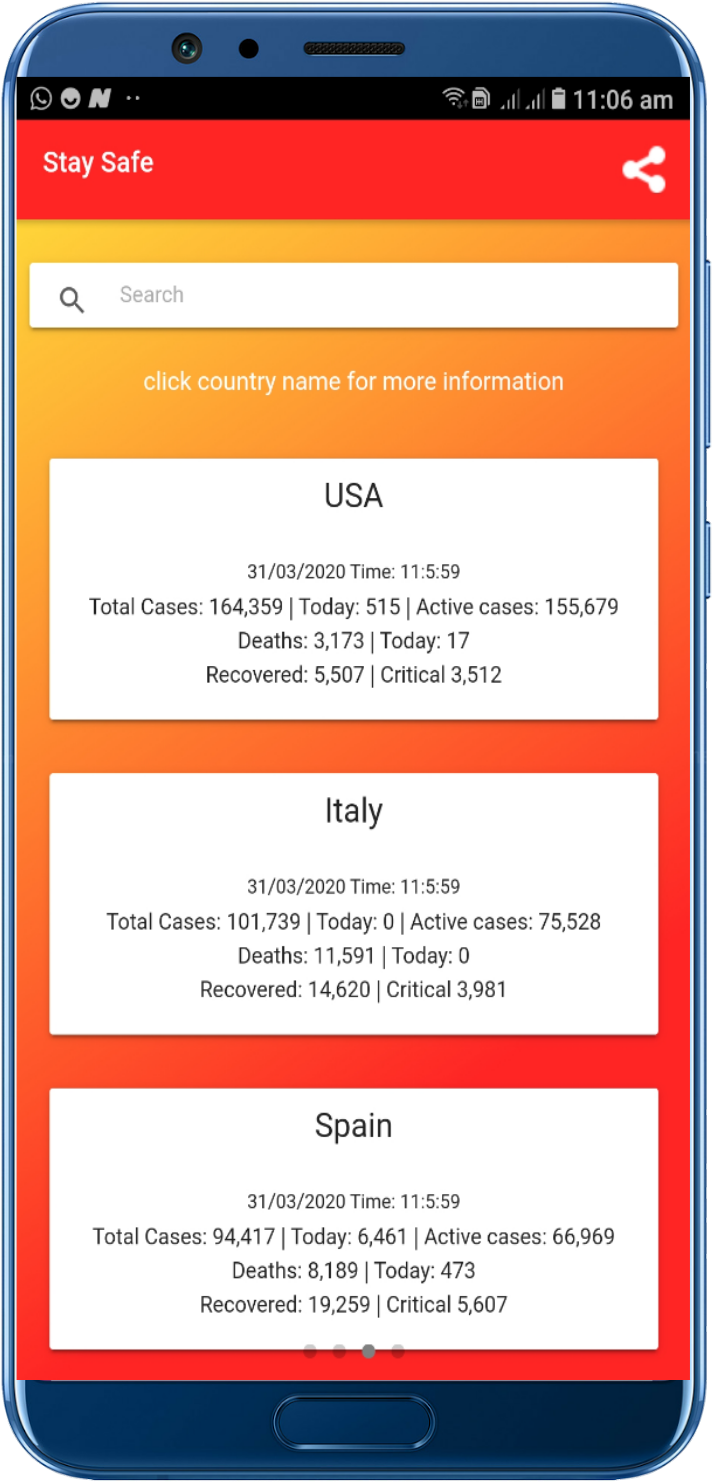 11:06 am
Stay Safe
Search
click country name for more information
USA
31/03/2020 Time: 11:5:59
Total Cases: 164,359 | Today: 515 | Active cases: 155,679
Deaths: 3,173 | Today: 17
Recovered: 5,507 | Critical 3,512
Italy
31/03/2020 Time: 11:5:59
Total Cases: 101,739 | Today: 0 | Active cases: 75,528
Deaths: 11,591 | Today: 0
Recovered: 14,620 | Critical 3,981
Spain
31/03/2020 Time: 11:5:59
Total Cases: 94,417 | Today: 6,461 | Active cases: 66,969
Deaths: 8,189 | Today: 473
Recovered: 19,259 | Critical 5,607